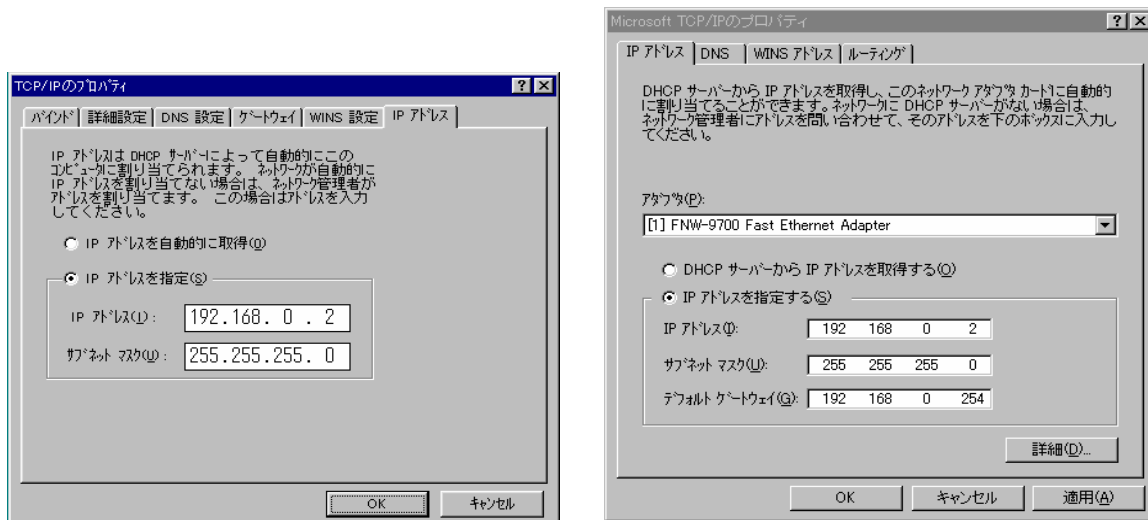 TCP/IPのプロパティ
バインド
詳細設定
DNS 設定
ゲートウェイ
WINS 設定
IP アドレス
IP アドレスは DHCP サーバーによって自動的にこの
コンピュータに割り当てられます。 ネットワークが自動的に
IP アドレスを割り当てない場合は、ネットワーク管理者が
アドレスを割り当てます。 この場合はアドレスを入力
してください。
IP アドレスを自動的に取得(O)
IP アドレスを指定(S)
IP アドレス(I):
192.168. 0 . 2
サブネット マスク(U):
255.255.255. 0
OK
キャンセル
Microsoft TCP/IPのプロパティ
IP アドレス
DNS
WINS アドレス
ルーティング
DHCP サーバーから IP アドレスを取得し、このネットワーク アダプタ カードに自動的
に割り当てることができます。ネットワークに DHCP サーバーがない場合は、
ネットワーク管理者にアドレスを問い合わせて、そのアドレスを下のボックスに入力し
てください。
アダプタ(P):
[1] FNW-9700 Fast Ethernet Adapter
DHCP サーバーから IP アドレスを取得する(O)
IP アドレスを指定する(S)
IP アドレス(I):
192 168 0 2
サブネット マスク(U):
255 255 255 0
デフォルト ゲートウェイ(G):
192 168 0 254
詳細(D)...
OK
キャンセル
適用(A)